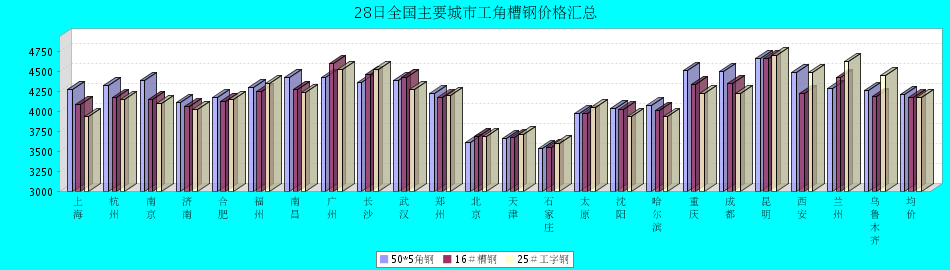 28日全国主要城市工角槽钢价格汇总
4750
4500
4250
4000
3750
3500
3250
3000
上海 杭州 南京 济南 合肥 福州 南昌 广州 长沙 武汉 郑州 北京 天津 石家庄 太原 沈阳 哈尔滨 重庆 成都 昆明 西安 兰州 乌鲁木齐 均价
50*5角钢 16#槽钢 25#工字钢